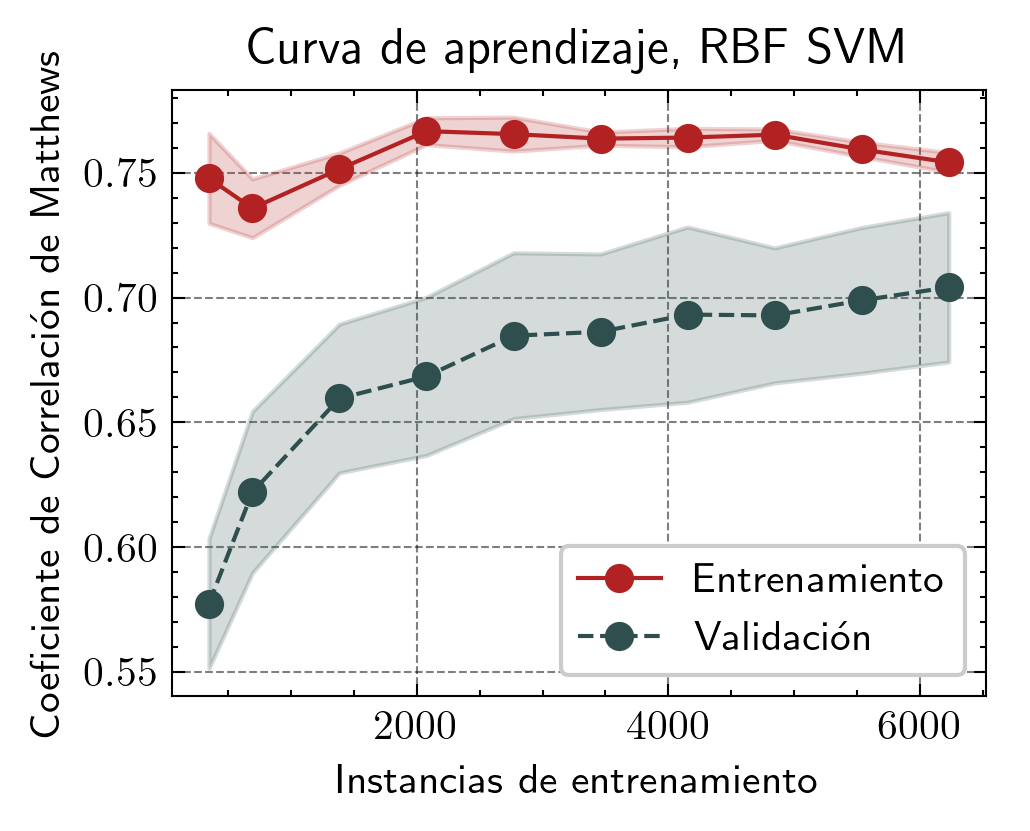 Curva de aprendizaje, RBF SVM
Coeficiente de Correlación de Matthews
0.75
0.70
0.65
0.60
0.55
Entrenamiento
Validación
2000
4000
6000
Instancias de entrenamiento